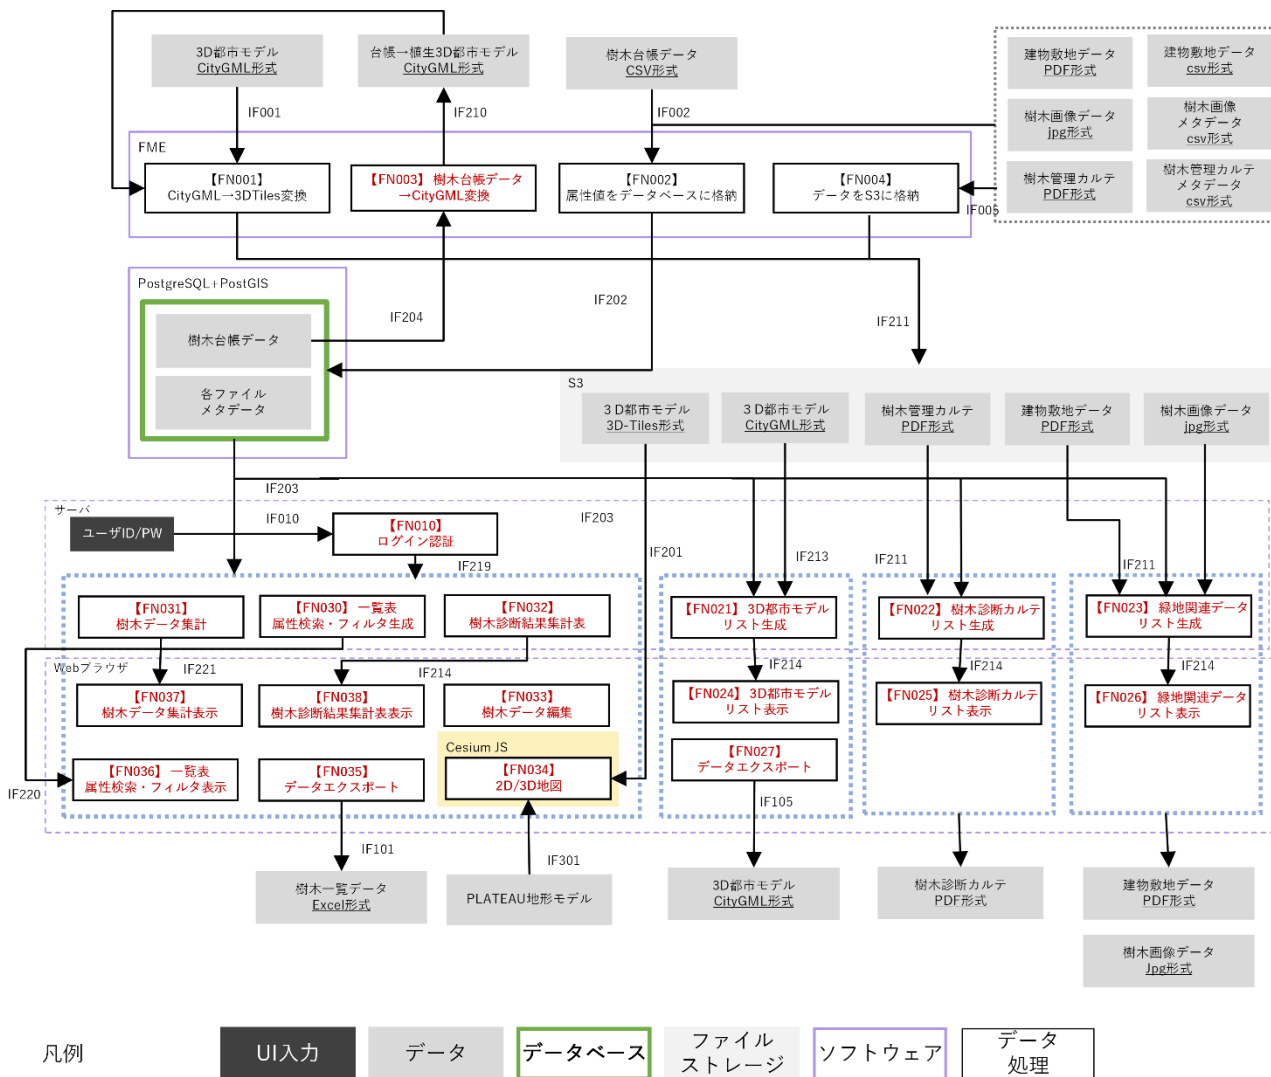 3D都市モデル
CityGML形式
台帳→植生3D都市モデル
CityGML形式
樹木台帳データ
CSV形式
建物敷地データ
PDF形式
建物敷地データ
csv形式
樹木画像データ
jpg形式
樹木画像
メタデータ
csv形式
樹木管理カルテ
PDF形式
樹木管理カルテ
メタデータ
csv形式
IF001
IF210
IF002
IF005
FME
【FN001】
CityGML→3DTiles変換
【FN003】樹木台帳データ
→CityGML変換
【FN002】
属性値をデータベースに格納
【FN004】
データをS3に格納
PostgreSQL+PostGIS
樹木台帳データ
各ファイル
メタデータ
IF204
IF202
IF211
S3
3D都市モデル
3D-Tiles形式
3D都市モデル
CityGML形式
樹木管理カルテ
PDF形式
建物敷地データ
PDF形式
樹木画像データ
jpg形式
IF203
サーバ
ユーザID/PW
IF010
【FN010】
ログイン認証
IF203
IF201
IF213
IF211
IF211
IF219
【FN031】
樹木データ集計
【FN030】一覧表
属性検索・フィルタ生成
【FN032】
樹木診断結果集計表
【FN021】3D都市モデル
リスト生成
【FN022】樹木診断カルテ
リスト生成
【FN023】緑地関連データ
リスト生成
Webブラウザ
IF221
IF214
IF214
IF214
IF214
【FN037】
樹木データ集計表示
【FN038】
樹木診断結果集計表表示
【FN033】
樹木データ編集
【FN024】3D都市モデル
リスト表示
【FN025】樹木診断カルテ
リスト表示
【FN026】緑地関連データ
リスト表示
Cesium JS
【FN036】一覧表
属性検索・フィルタ表示
【FN035】
データエクスポート
【FN034】
2D/3D地図
【FN027】
データエクスポート
IF220
IF101
IF301
IF105
樹木一覧データ
Excel形式
PLATEAU地形モデル
3D都市モデル
CityGML形式
樹木診断カルテ
PDF形式
建物敷地データ
PDF形式
樹木画像データ
Jpg形式
凡例
UI入力
データ
データベース
ファイル
ストレージ
ソフトウェア
データ
処理